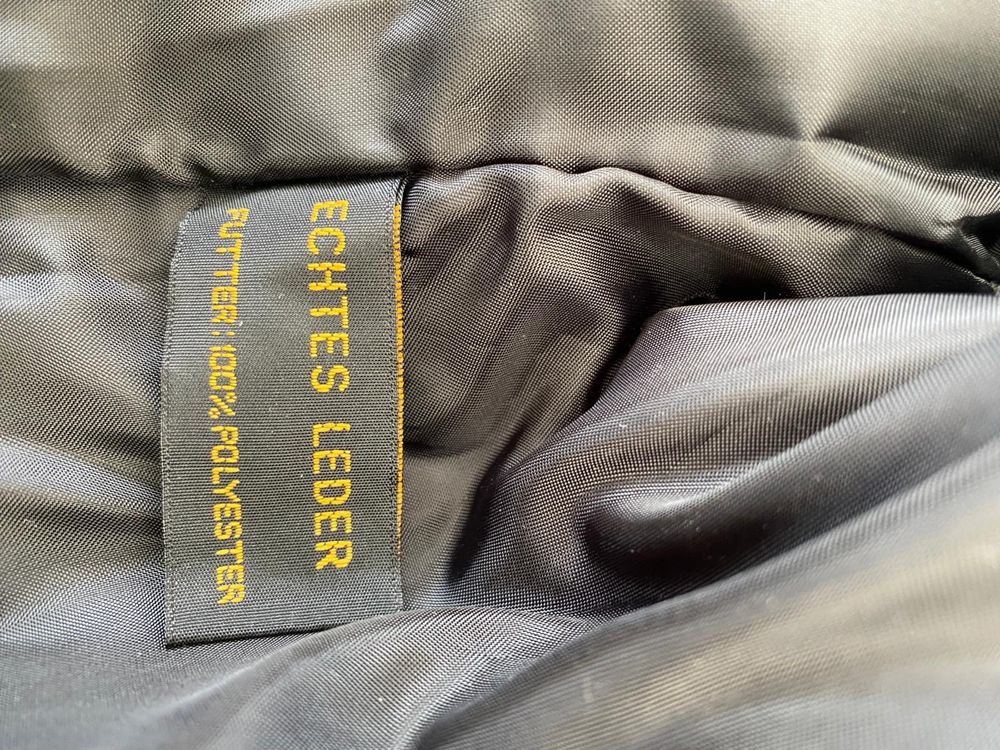 ECHTES LEDER
FUTTER: 100% POLYESTER